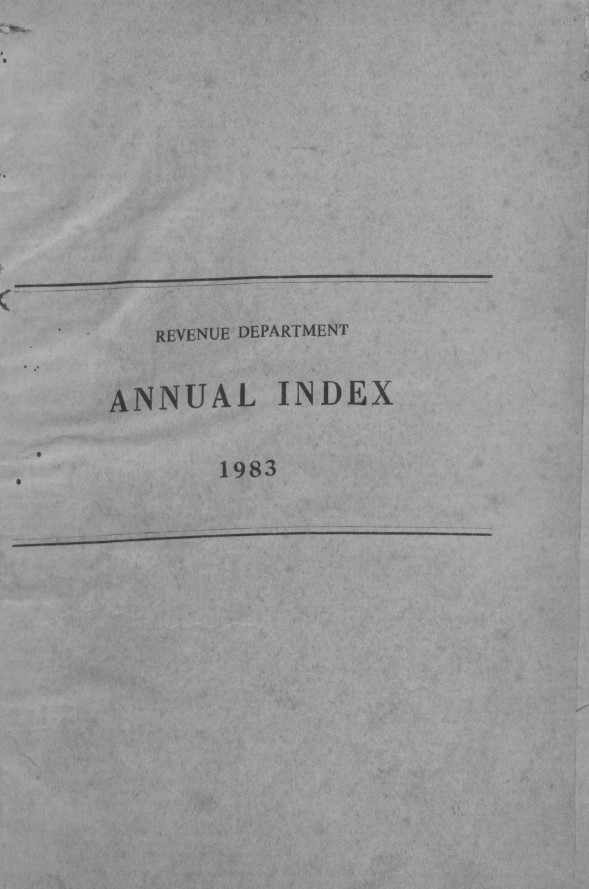 REVENUE DEPARTMENT
ANNUAL INDEX
1983